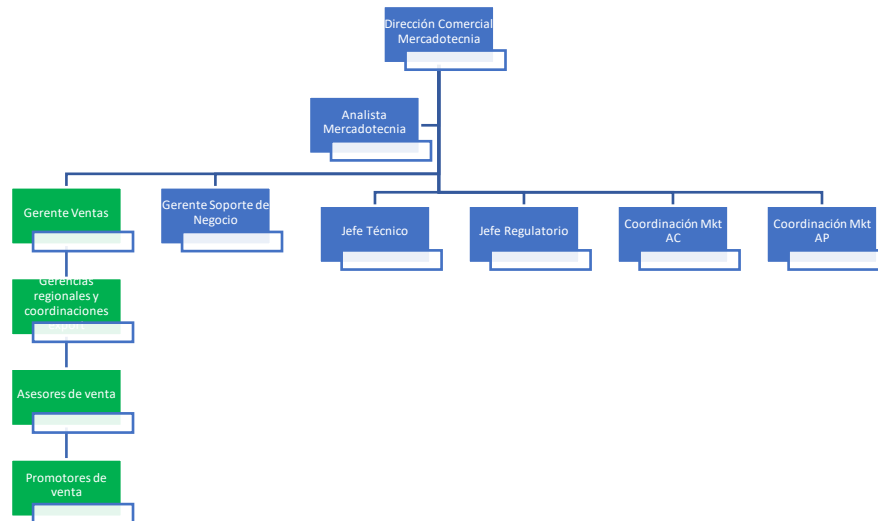 Dirección Comercial
Mercadotecnia
Analista
Mercadotecnia
Gerente Ventas
Gerente Soporte de
Negocio
Jefe Técnico
Jefe Regulatorio
Coordinación Mkt
AC
Coordinación Mkt
AP
Gerencias
regionales y
coordinaciones
export.
Asesores de venta
Promotores de
venta